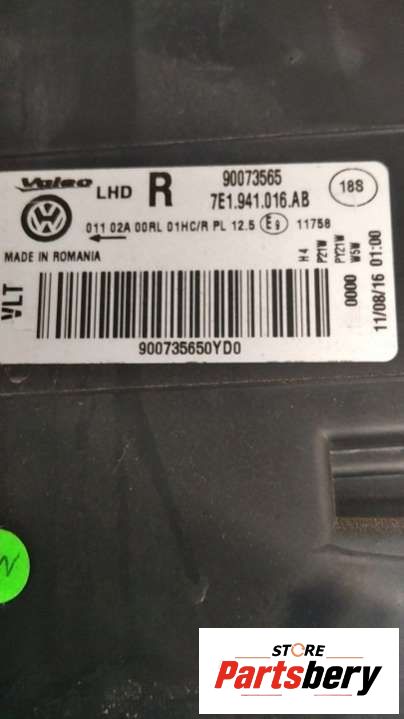 Valeo LHD R 90073565
7E1.941.016.AB
18S
011 02A 00RL 01HC/R PL 12.5 E9 11758
MADE IN ROMANIA
VLT
H4
P21W
PY21W
W5W
0000
11/08/16 01:00
900735650YD0
STORE
Partsbery